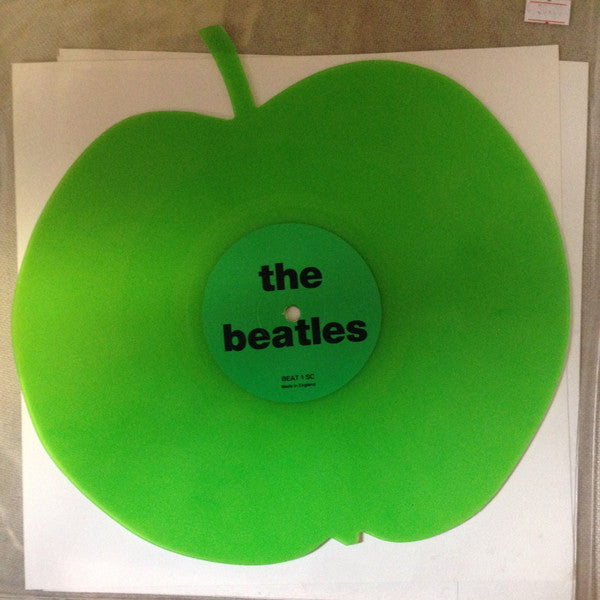 the
beatles
BEAT 1 SC
Made in England